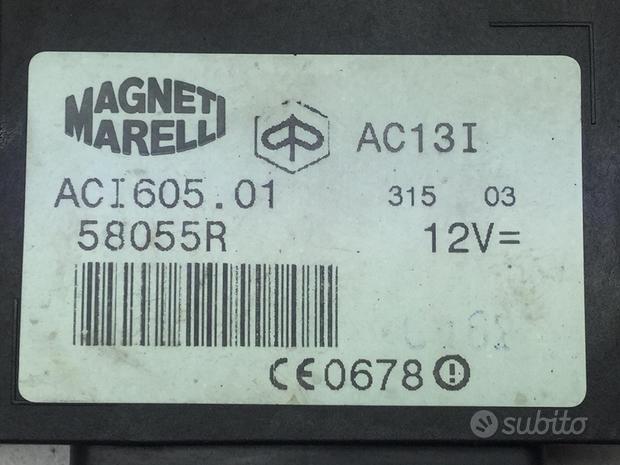 MAGNETI
MARELLI
AC13I
ACI605.01
315 03
58055R
12V=
CE0678
subito